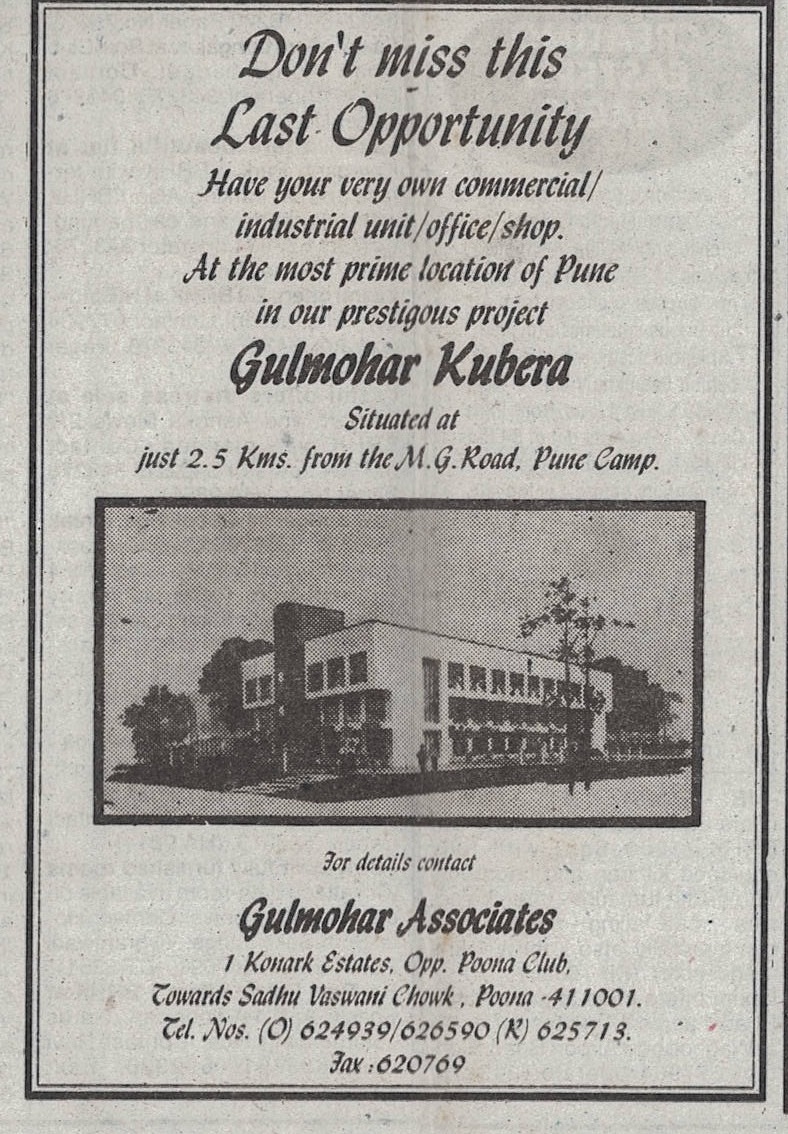 Don't miss this
Last Opportunity
Have your very own commercial/
industrial unit/office/shop.
At the most prime location of Pune
in our prestigous project
Gulmohar Kubera
Situated at
just 2.5 Kms. from the M.G.Road, Pune Camp.
For details contact
Gulmohar Associates
1 Konark Estates, Opp. Poona Club,
Towards Sadhu Vaswani Chowk, Poona -411001.
Tel. Nos. (O) 624939/626590 (R) 625713.
Fax :620769